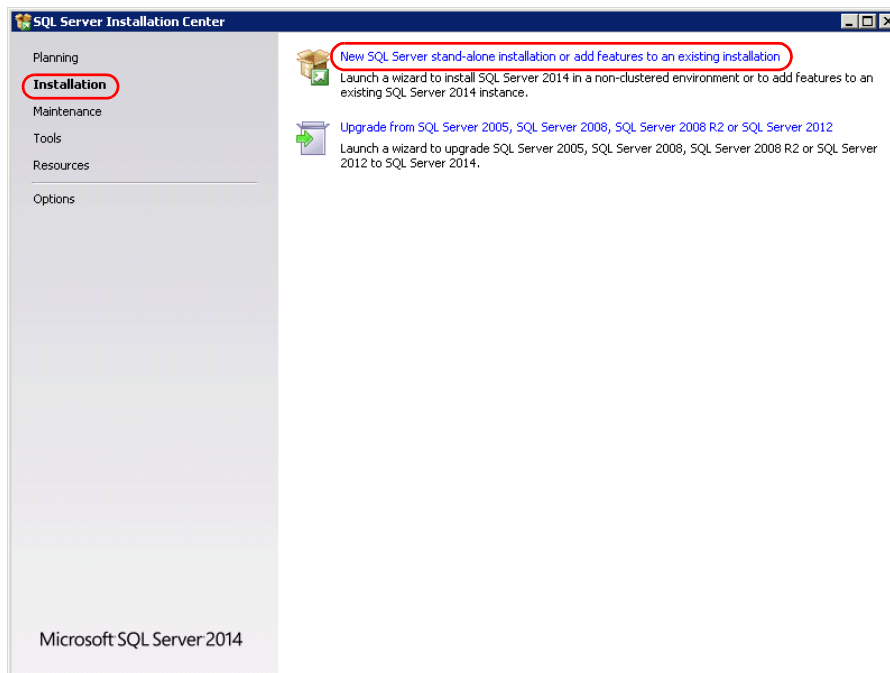 SQL Server Installation Center
Planning
Installation
Maintenance
Tools
Resources
Options
New SQL Server stand-alone installation or add features to an existing installation
Launch a wizard to install SQL Server 2014 in a non-clustered environment or to add features to an
existing SQL Server 2014 instance.
Upgrade from SQL Server 2005, SQL Server 2008, SQL Server 2008 R2 or SQL Server 2012
Launch a wizard to upgrade SQL Server 2005, SQL Server 2008, SQL Server 2008 R2 or SQL Server
2012 to SQL Server 2014.
Microsoft SQL Server 2014